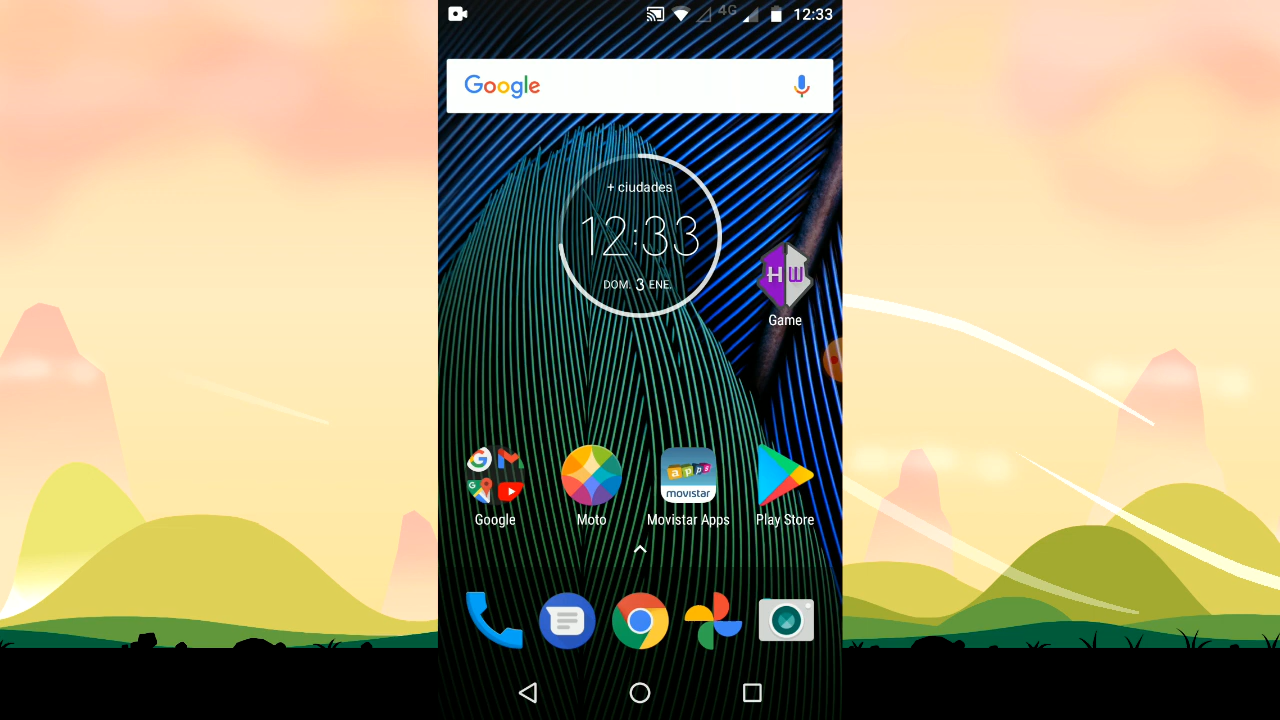 4G 12:33
Google
+ ciudades
12:33
DOM. 3 ENE.
H W
Game
apps
movistar
Google
Moto
Movistar Apps
Play Store